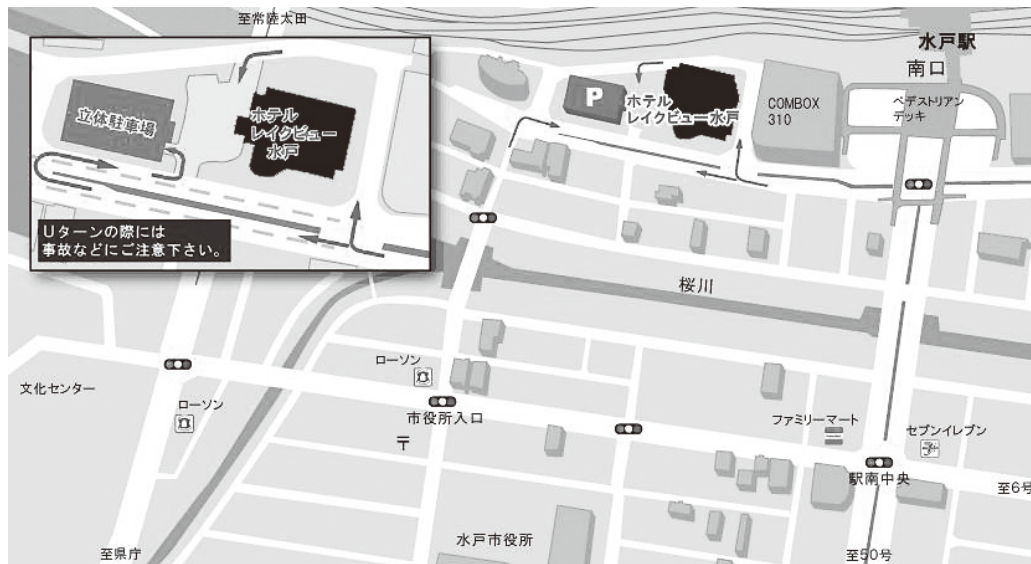 至常陸太田
水戸駅
南口
立体駐車場
ホテル
レイクビュー
水戸
Uターンの際には
事故などにご注意下さい。
P
ホテル
レイクビュー水戸
COMBOX
310
ペデストリアン
デッキ
桜川
ローソン
文化センター
ローソン
市役所入口
〒
ファミリーマート
セブンイレブン
駅南中央
至6号
水戸市役所
至県庁
至50号